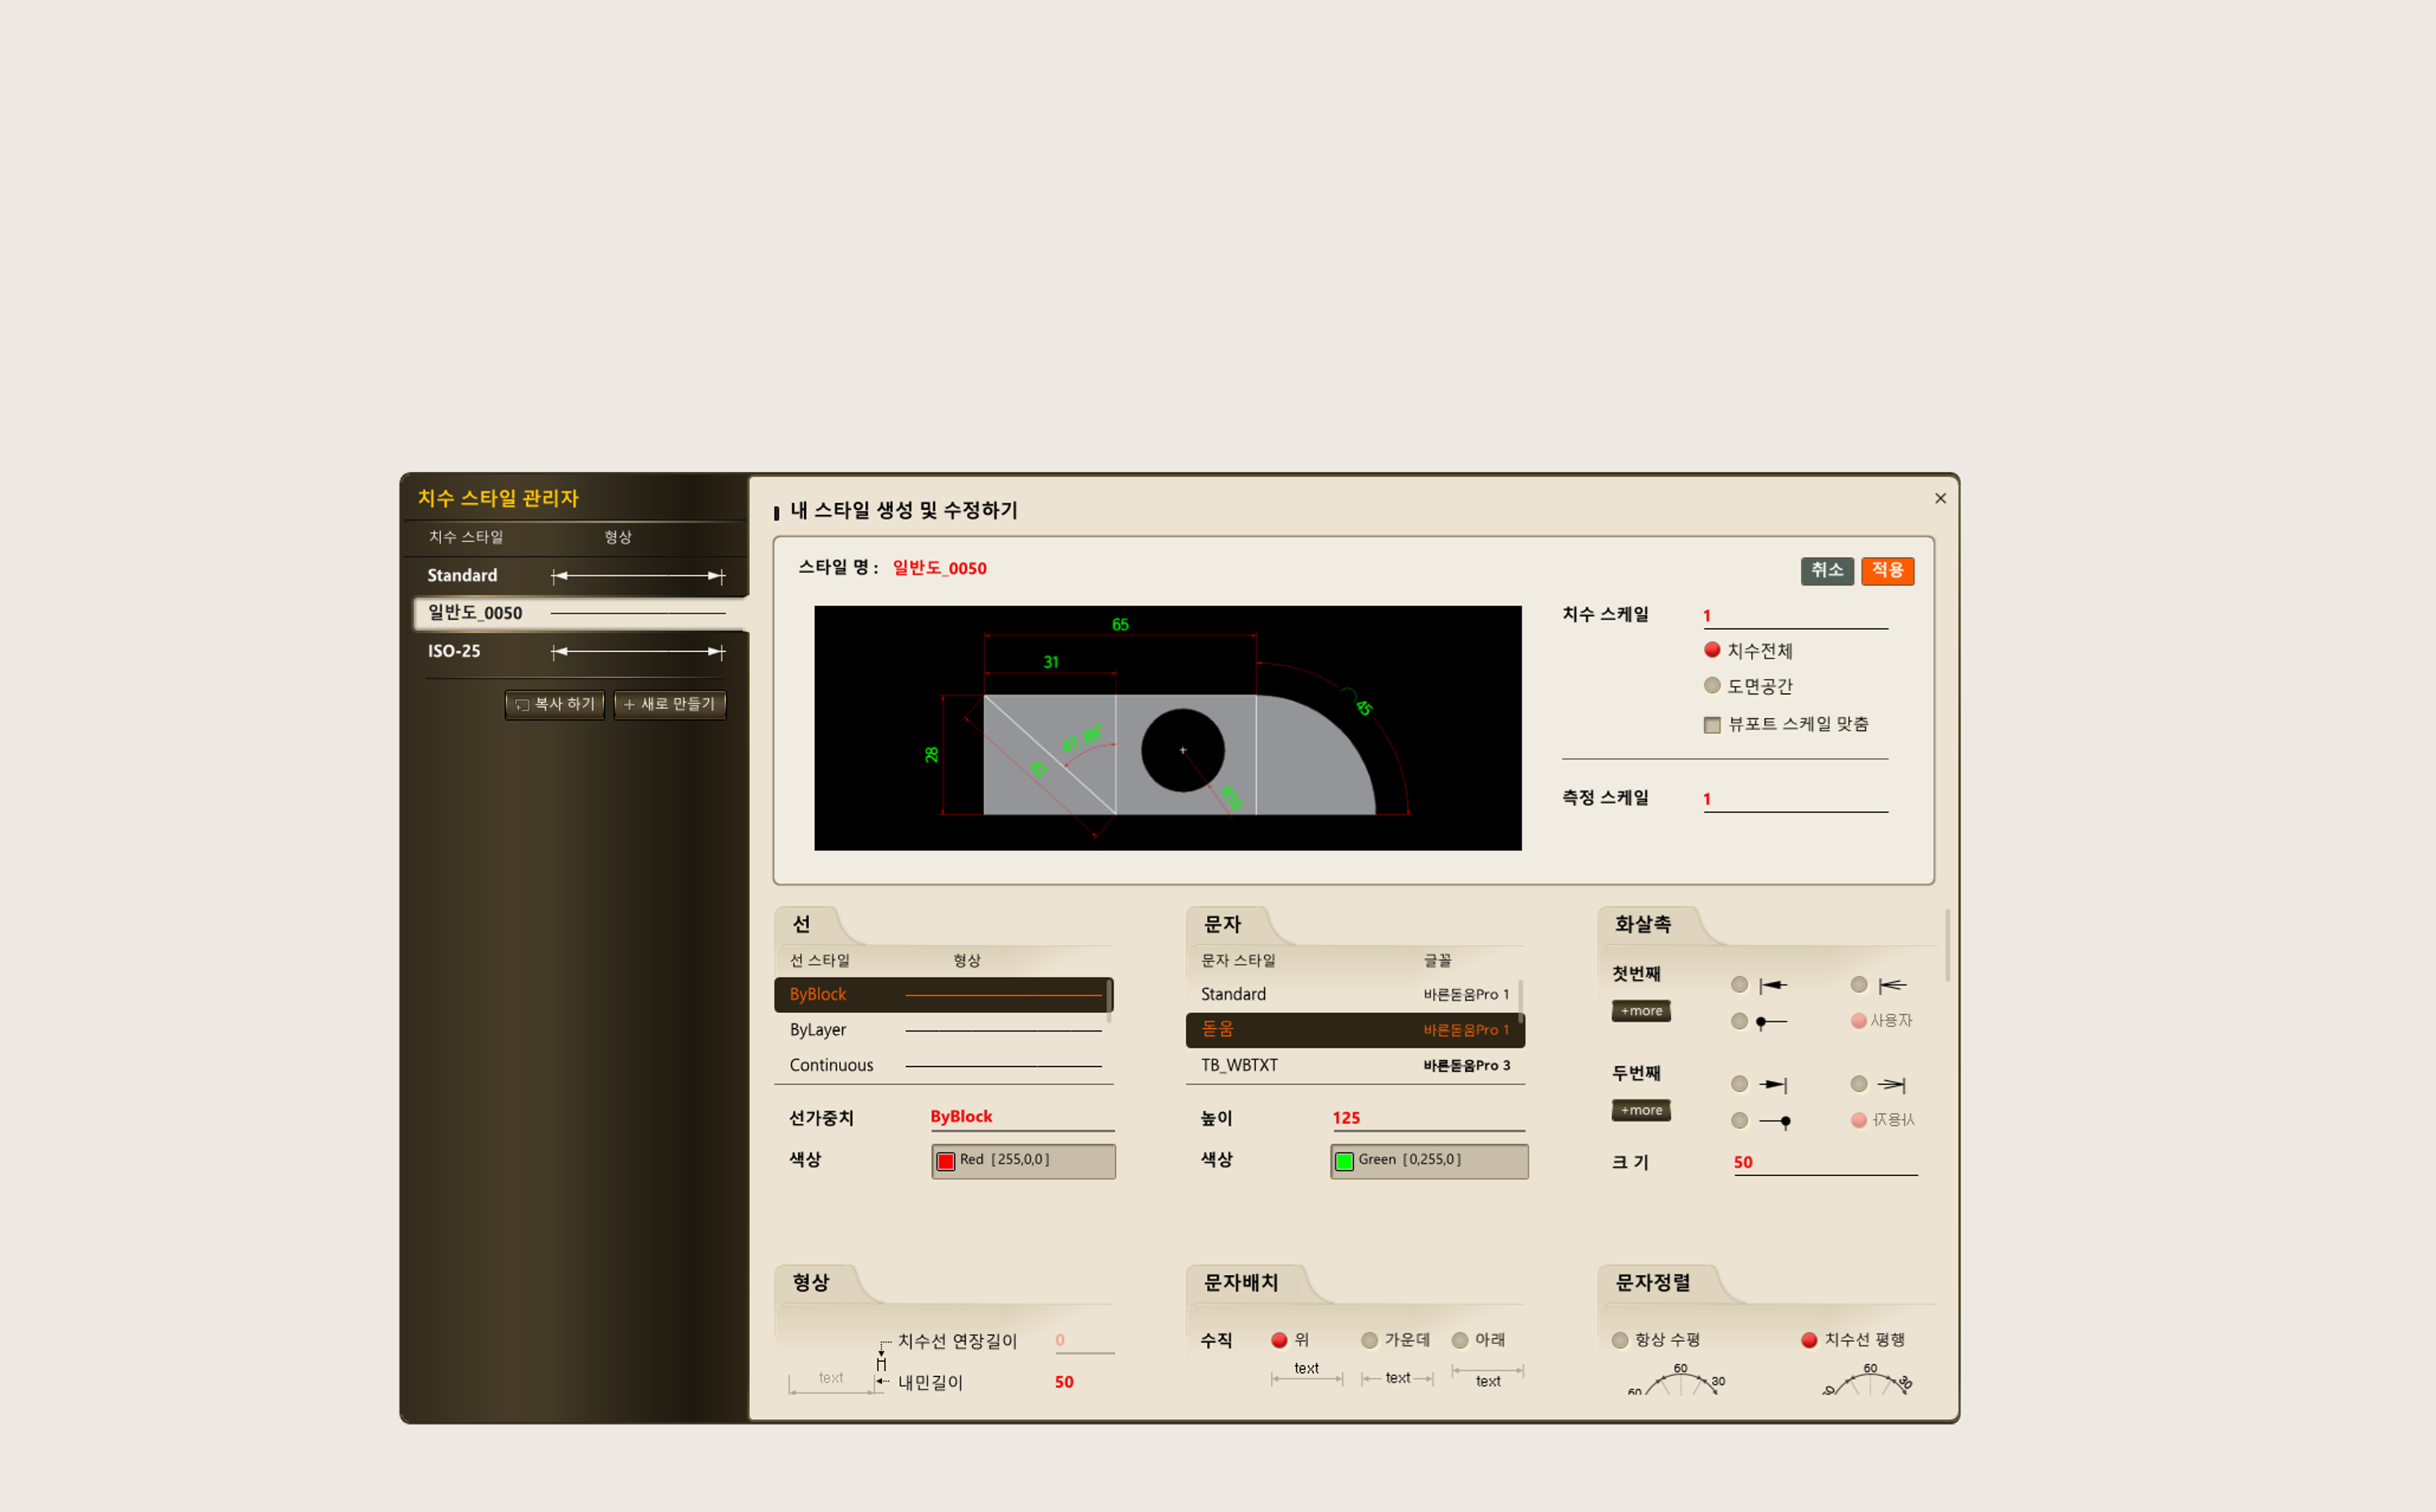 치수 스타일 관리자
치수 스타일 형상
Standard
일반도_0050
ISO-25
복사 하기 + 새로 만들기
내 스타일 생성 및 수정하기
×
스타일 명 : 일반도_0050
취소 적용
65
31
28
47.89°
42
R10
45
치수 스케일 1
치수전체
도면공간
뷰포트 스케일 맞춤
측정 스케일 1
선
선 스타일 형상
ByBlock
ByLayer
Continuous
선가중치 ByBlock
색상 Red [255,0,0]
문자
문자 스타일 글꼴
Standard 바른돋움Pro 1
돋움 바른돋움Pro 1
TB_WBTXT 바른돋움Pro 3
높이 125
색상 Green [0,255,0]
화살촉
첫번째
+more
사용자
두번째
+more
사용자
크 기 50
형상
치수선 연장길이 0
text
내민길이 50
문자배치
수직 위 가운데 아래
text text text
문자정렬
항상 수평 치수선 평행
60 60 30
60 30